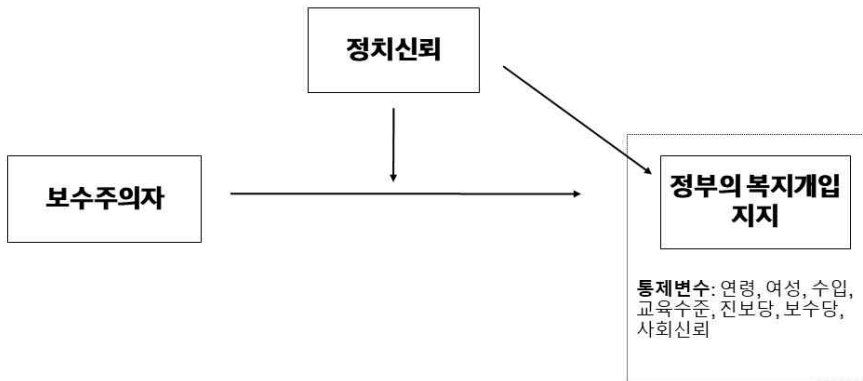 정치신뢰
보수주의자
정부의 복지개입
지지
통제변수: 연령, 여성, 수입,
교육수준, 진보당, 보수당,
사회신뢰